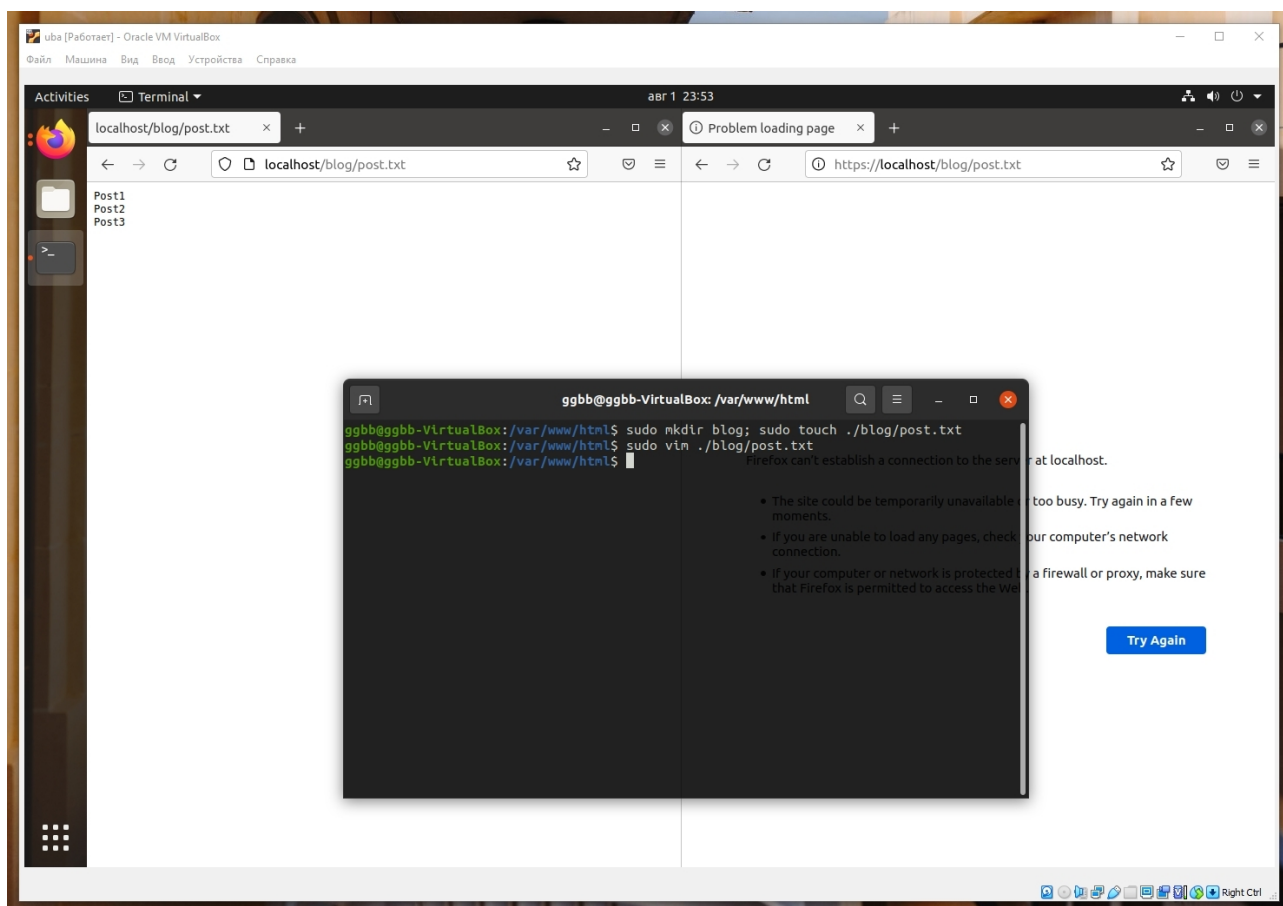 uba [Работает] - Oracle VM VirtualBox
Файл Машина Вид Ввод Устройства Справка
Activities Terminal авг 1 23:53
localhost/blog/post.txt
Problem loading page
localhost/blog/post.txt
https://localhost/blog/post.txt
Post1
Post2
Post3
ggbb@ggbb-VirtualBox: /var/www/html
ggbb@ggbb-VirtualBox:/var/www/html$ sudo mkdir blog; sudo touch ./blog/post.txt
ggbb@ggbb-VirtualBox:/var/www/html$ sudo vim ./blog/post.txt
ggbb@ggbb-VirtualBox:/var/www/html$
Firefox can't establish a connection to the server at localhost.
The site could be temporarily unavailable or too busy. Try again in a few
moments.
If you are unable to load any pages, check your computer's network
connection.
If your computer or network is protected by a firewall or proxy, make sure
that Firefox is permitted to access the Web.
Try Again
Right Ctrl